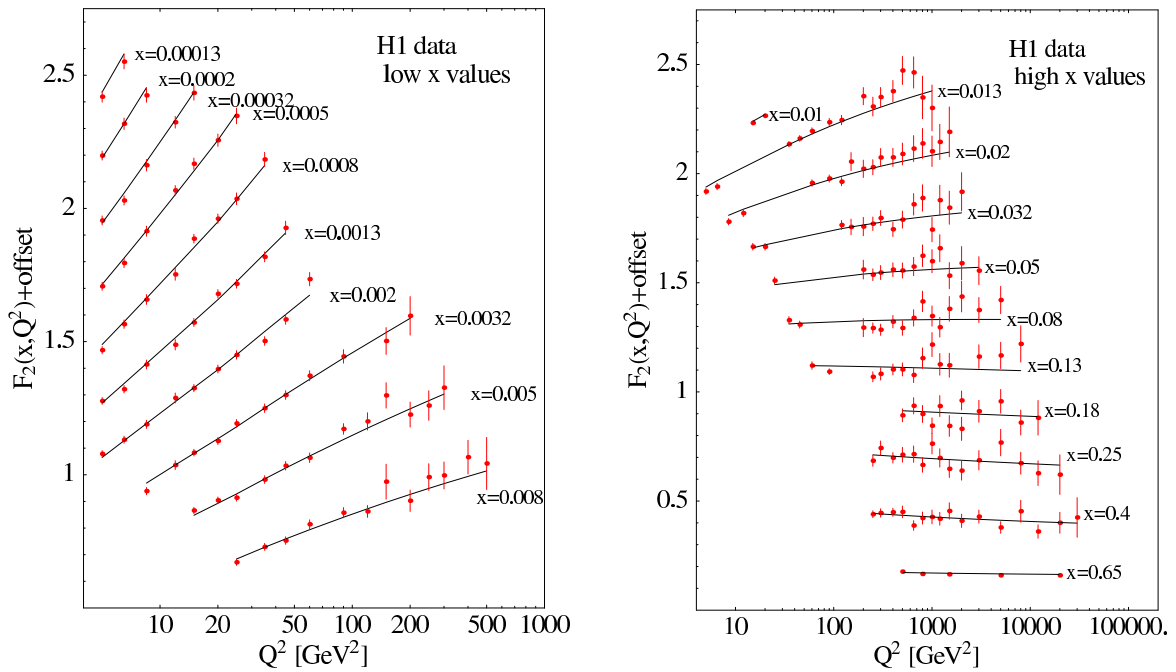 H1 data
low x values
x=0.00013
x=0.0002
x=0.00032
x=0.0005
x=0.0008
x=0.0013
x=0.002
x=0.0032
x=0.005
x=0.008
2.5
2
1.5
1
F2(x,Q²)+offset
10 20 50 100 200 500 1000
Q² [GeV²]
H1 data
high x values
x=0.013
x=0.01
x=0.02
x=0.032
x=0.05
x=0.08
x=0.13
x=0.18
x=0.25
x=0.4
x=0.65
2.5
2
1.5
1
0.5
F2(x,Q²)+offset
10 100 1000 10000 100000.
Q² [GeV²]